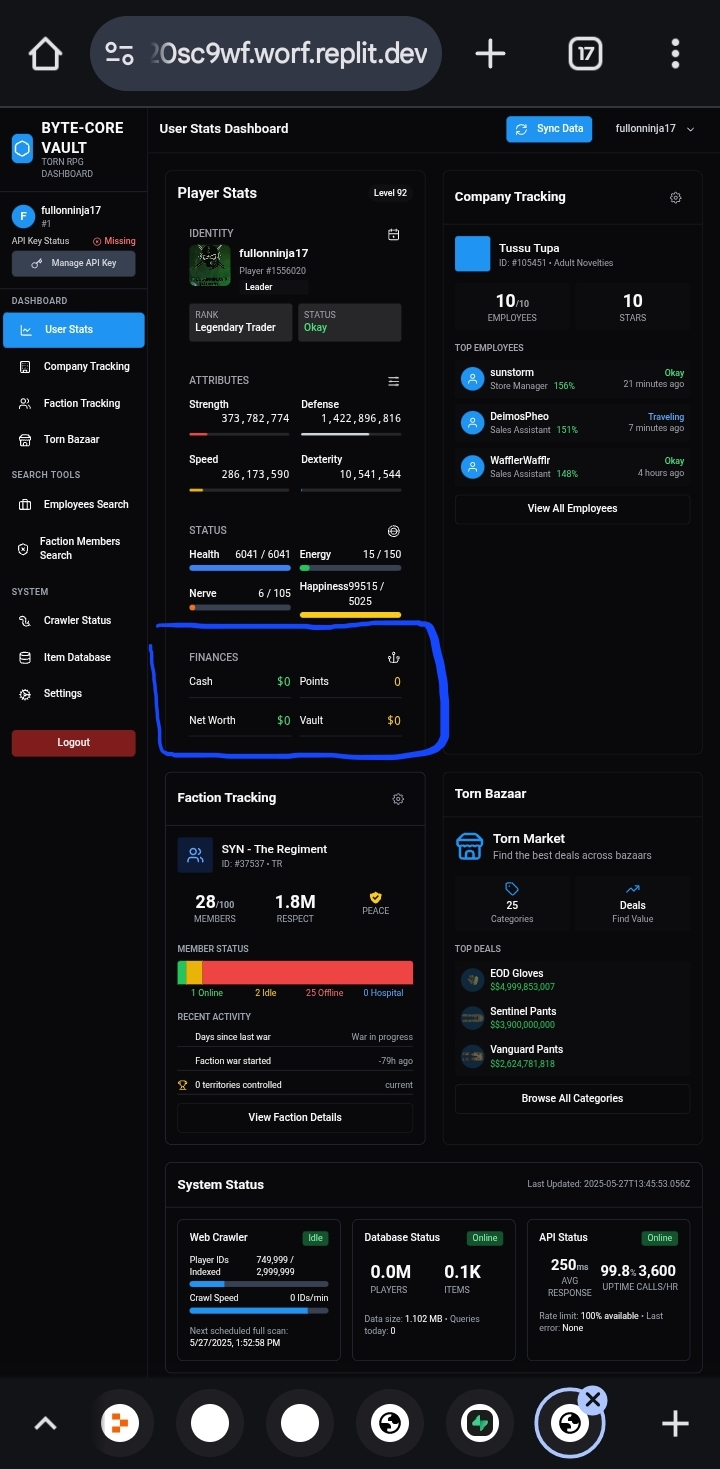 20sc9wf.worf.replit.dev
17
BYTE-CORE
VAULT
TORN RPG
DASHBOARD
F
fullonninja17
#1
API Key Status
Missing
Manage API Key
DASHBOARD
User Stats
Company Tracking
Faction Tracking
Torn Bazaar
SEARCH TOOLS
Employees Search
Faction Members
Search
SYSTEM
Crawler Status
Item Database
Settings
Logout
User Stats Dashboard
Sync Data
fullonninja17
Player Stats
Level 92
IDENTITY
fullonninja17
Player #1556020
Leader
RANK
Legendary Trader
STATUS
Okay
ATTRIBUTES
Strength
373,782,774
Defense
1,422,896,816
Speed
286,173,590
Dexterity
10,541,544
STATUS
Health 6041 / 6041
Energy 15 / 150
Nerve 6 / 105
Happiness99515 /
5025
FINANCES
Cash $0
Points 0
Net Worth $0
Vault $0
Company Tracking
Tussu Tupa
ID: #105451 • Adult Novelties
10/10
EMPLOYEES
10
STARS
TOP EMPLOYEES
sunstorm
Okay
Store Manager 156%
21 minutes ago
DeimosPheo
Traveling
Sales Assistant 151%
7 minutes ago
WafflerWafflr
Okay
Sales Assistant 148%
4 hours ago
View All Employees
Faction Tracking
SYN - The Regiment
ID: #37537 • TR
28/100
MEMBERS
1.8M
RESPECT
PEACE
MEMBER STATUS
1 Online
2 Idle
25 Offline
0 Hospital
RECENT ACTIVITY
Days since last war
War in progress
Faction war started
-79h ago
0 territories controlled
current
View Faction Details
Torn Bazaar
Torn Market
Find the best deals across bazaars
25
Categories
Deals
Find Value
TOP DEALS
EOD Gloves
$$4,999,853,007
Sentinel Pants
$$3,900,000,000
Vanguard Pants
$$2,624,781,818
Browse All Categories
System Status
Last Updated: 2025-05-27T13:45:53.056Z
Web Crawler
Idle
Player IDs
Indexed
749,999 /
2,999,999
Crawl Speed
0 IDs/min
Next scheduled full scan:
5/27/2025, 1:52:58 PM
Database Status
Online
0.0M
PLAYERS
0.1K
ITEMS
Data size: 1.102 MB • Queries
today: 0
API Status
Online
250ms
AVG
RESPONSE
99.8%
UPTIME
3,600
CALLS/HR
Rate limit: 100% available • Last
error: None